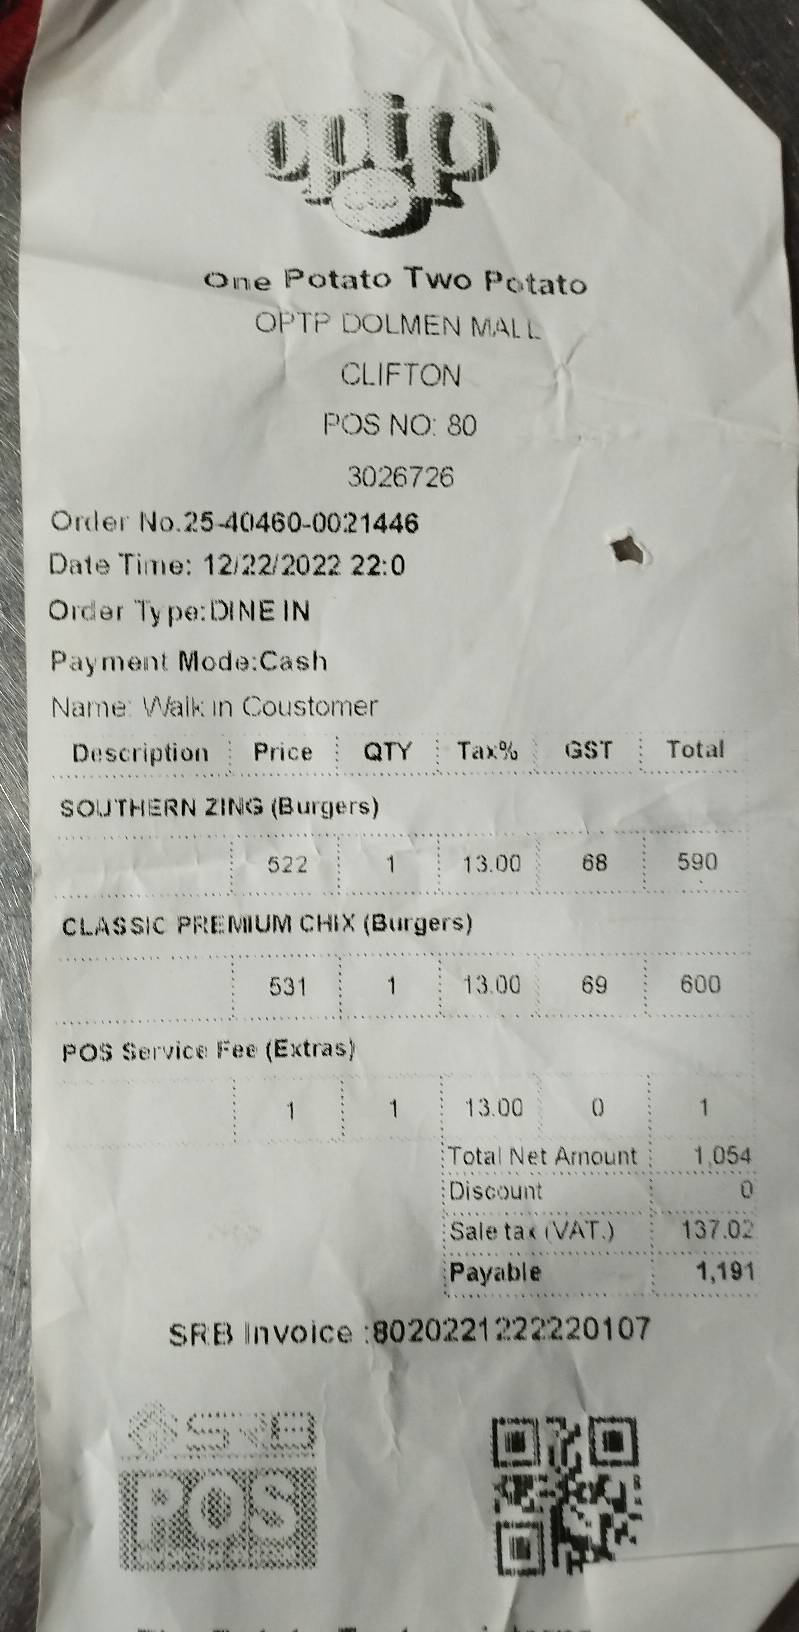 optp
One Potato Two Potato
OPTP DOLMEN MALL
CLIFTON
POS NO: 80
3026726
Order No.25-40460-0021446
Date Time: 12/22/2022 22:0
Order Type:DINE IN
Payment Mode:Cash
Name: Walk in Coustomer
Description Price QTY Tax% GST Total
SOUTHERN ZING (Burgers)
522 1 13.00 68 590
CLASSIC PREMIUM CHIX (Burgers)
531 1 13.00 69 600
POS Service Fee (Extras)
1 1 13.00 0 1
Total Net Amount 1,054
Discount 0
Sale tax (VAT.) 137.02
Payable 1,191
SRB Invoice :8020221222220107
SRB
POS